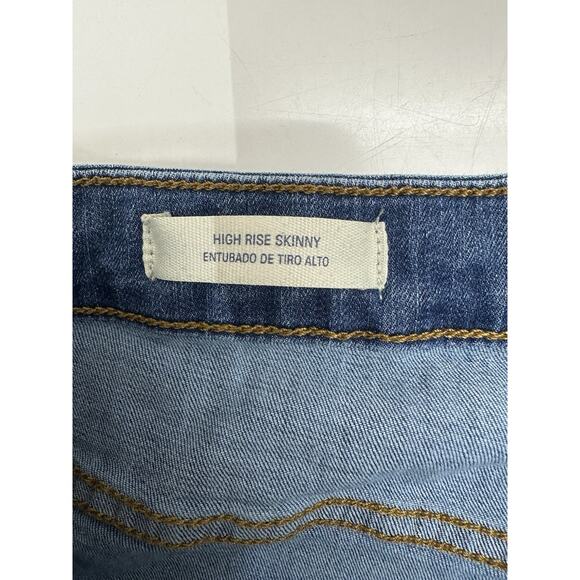 HIGH RISE SKINNY
ENTUBADO DE TIRO ALTO